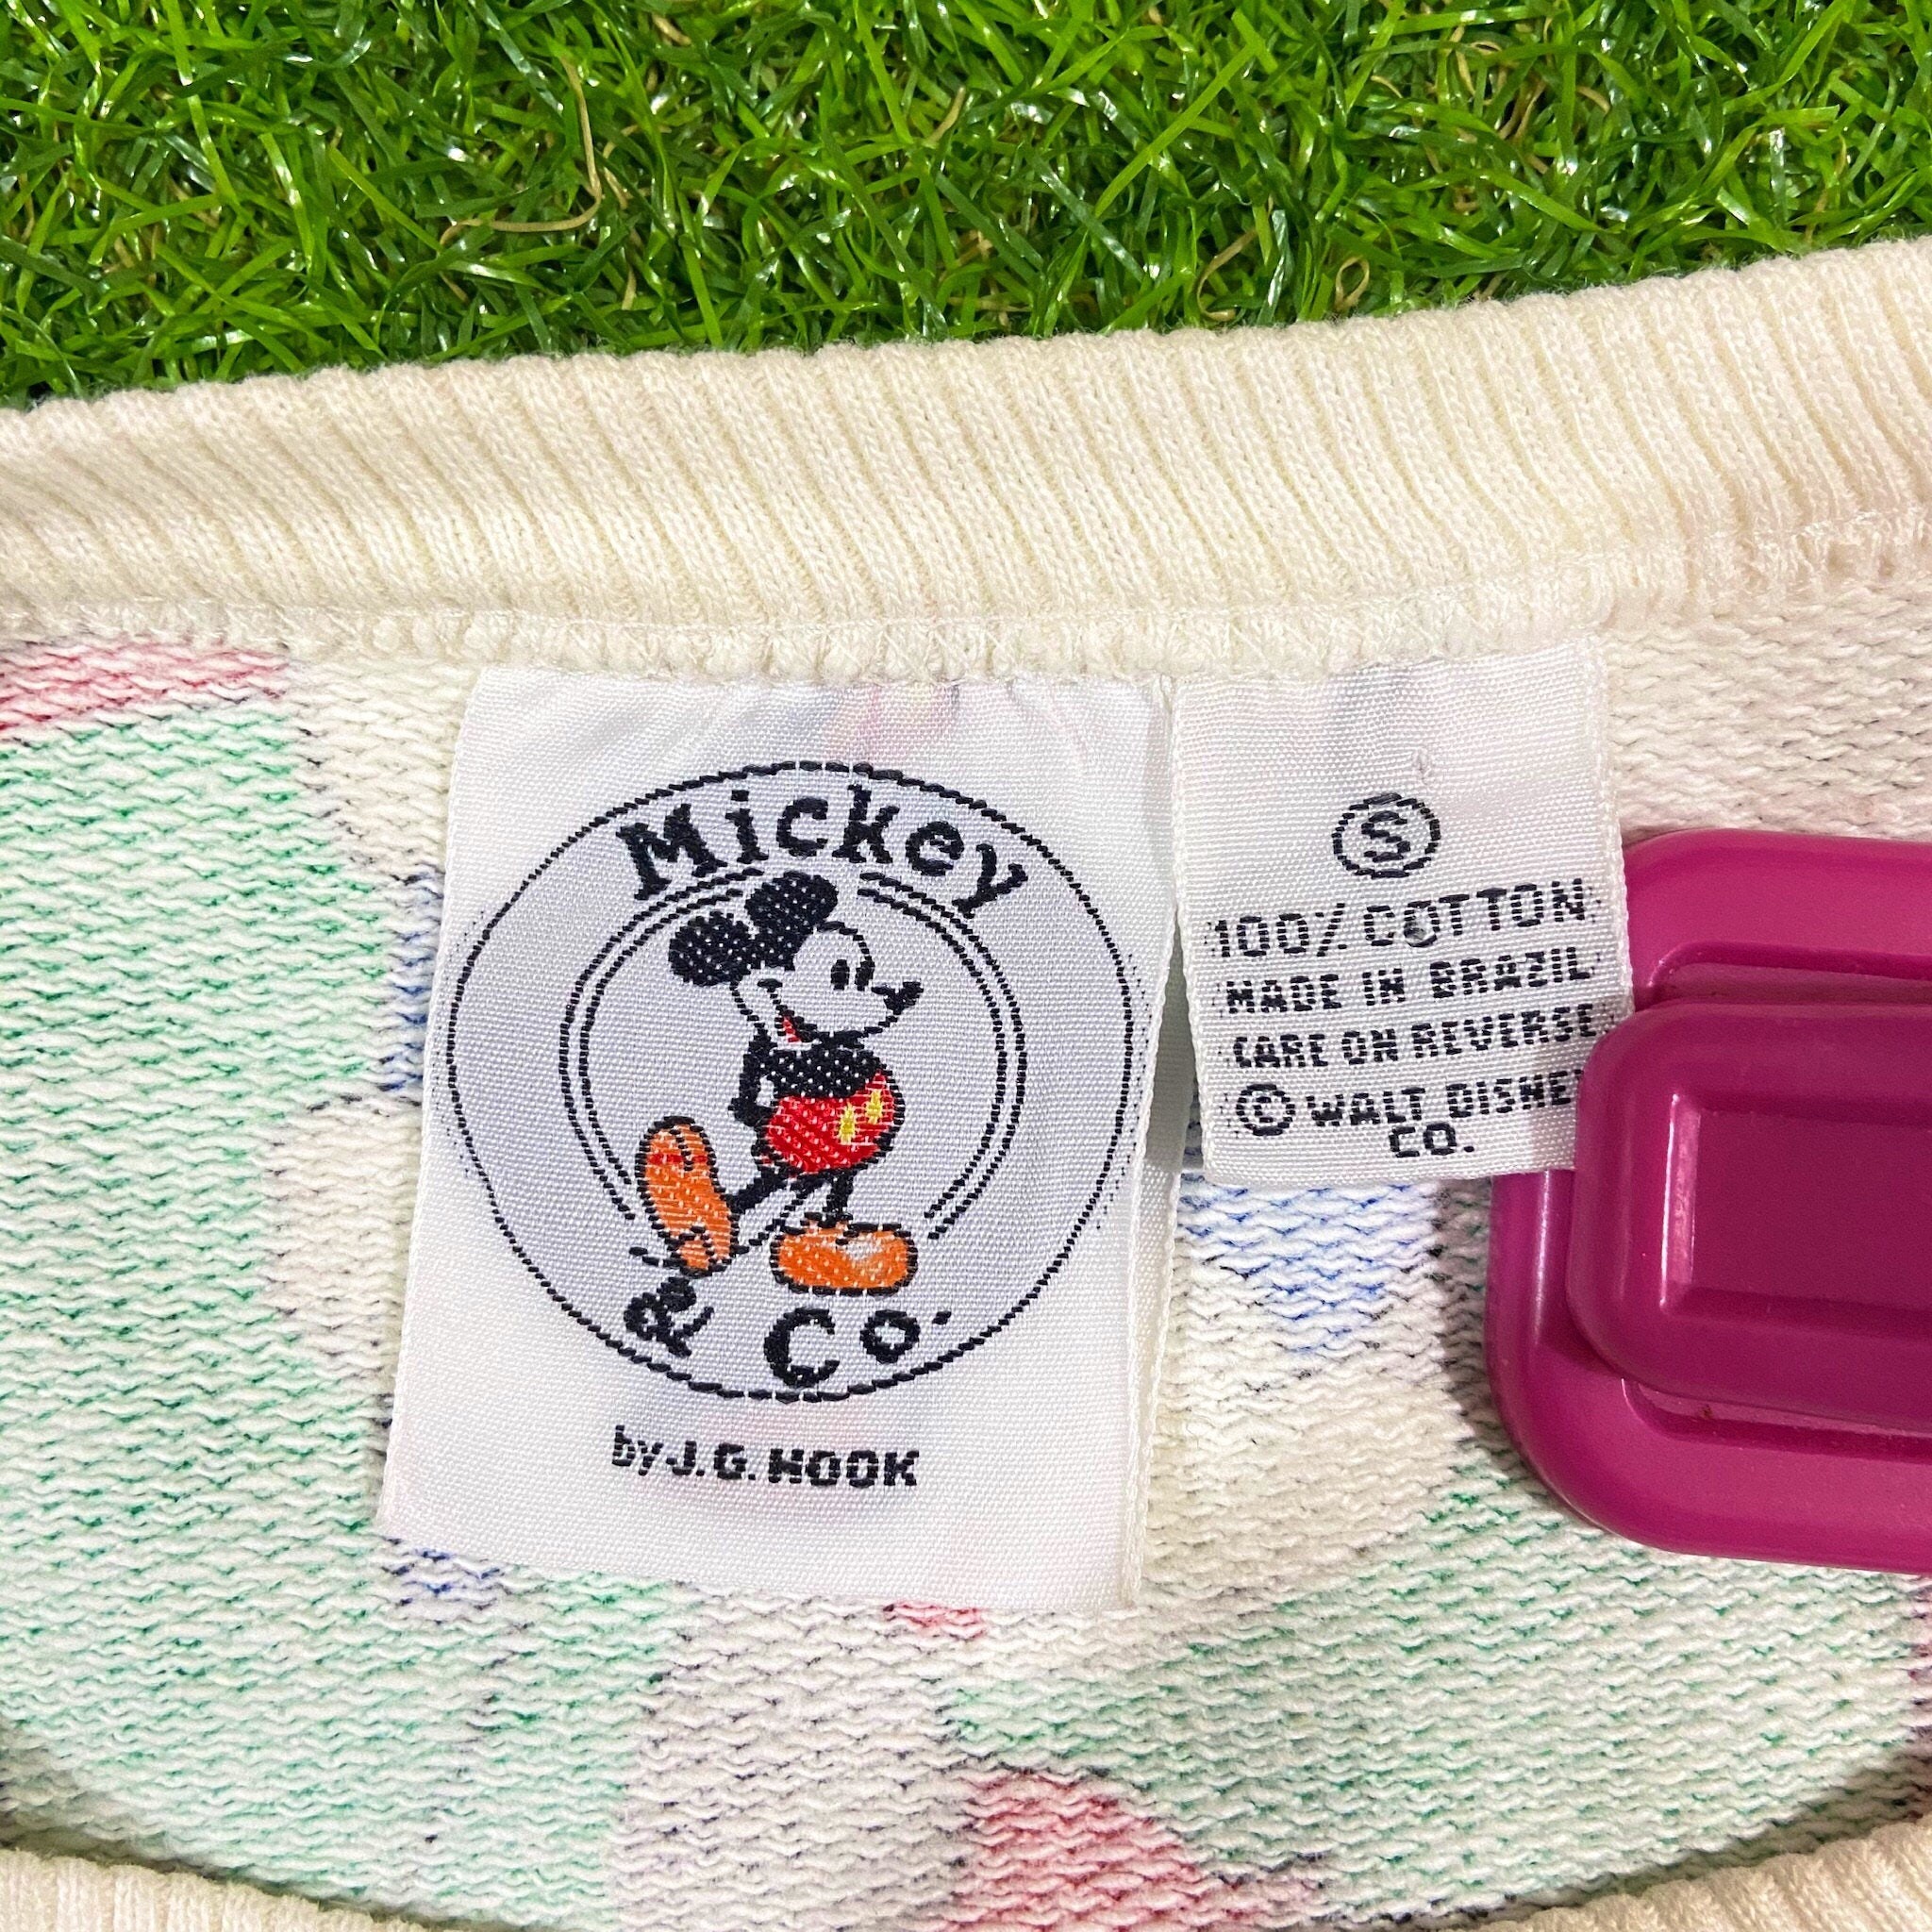 Mickey
& Co.
by J.G. HOOK
S
100% COTTON
MADE IN BRAZIL
CARE ON REVERSE
© WALT DISNEY
CO.